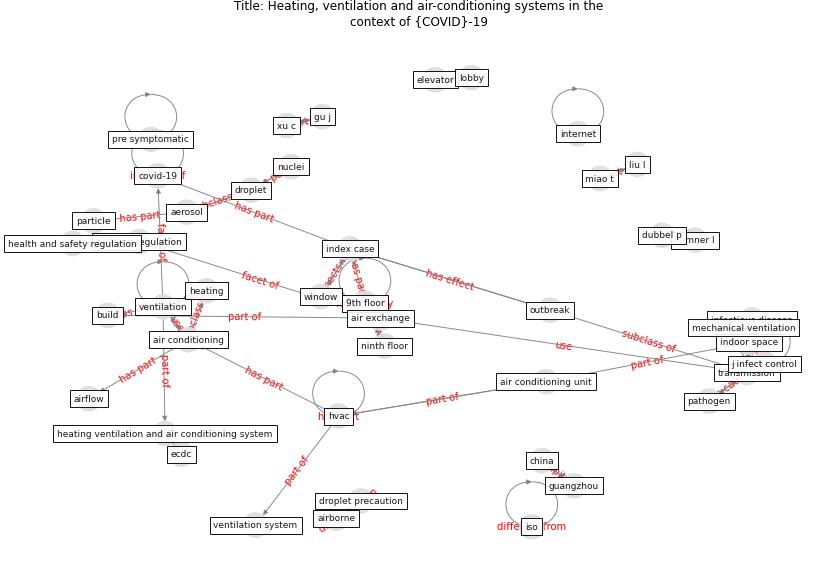 Title: Heating, ventilation and air-conditioning systems in the
context of {COVID}-19
elevator
lobby
gu j
xu c
internet
pre symptomatic
liu l
nuclei
covid-19
miao t
droplet
has part
aerosol
particle
has part
dubbel p
mner l
health and safety regulation
egulation
index case
facet of
has effect
heating
window
9th floor
ventilation
build
part of
air exchange
outbreak
mechanical ventilation
subclass of
indoor space
air conditioning
ninth floor
use
part of
j infect control
transmission
has part
part of
has part
air conditioning unit
airflow
part of
pathogen
hvac
heating ventilation and air conditioning system
ecdc
china
part of
guangzhou
droplet precaution
airborne
ventilation system
iso